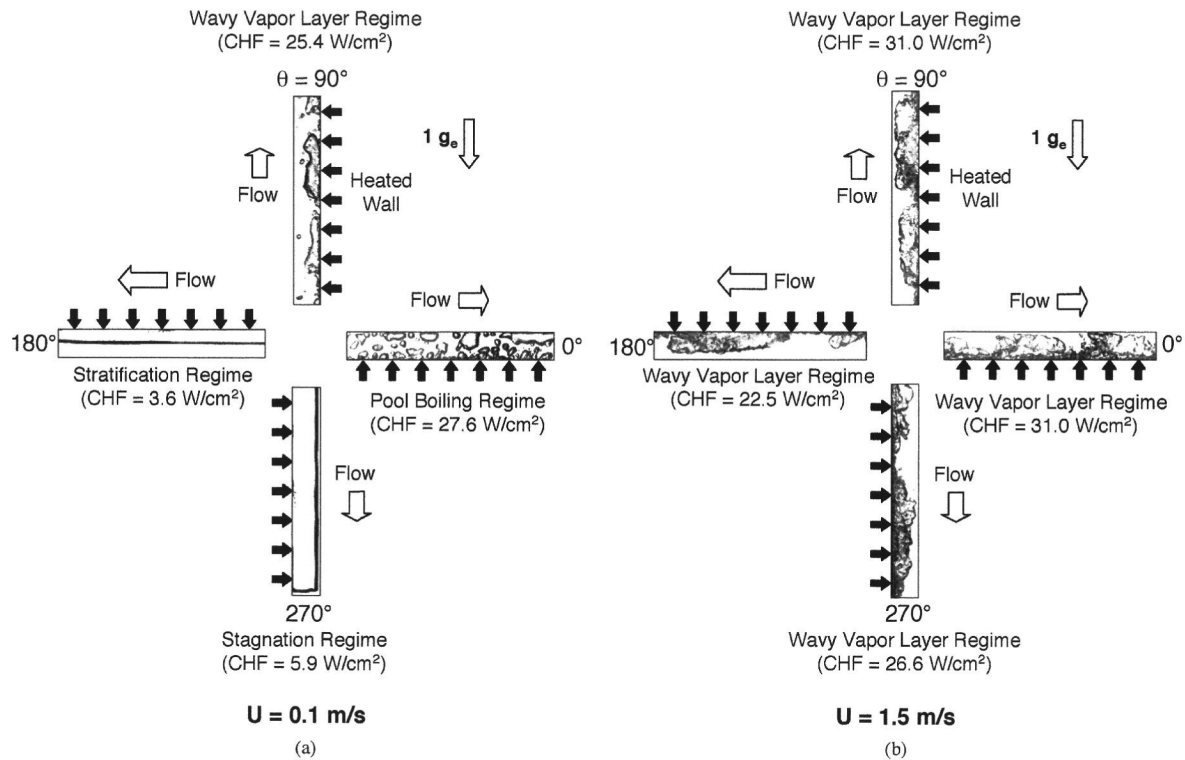 Wavy Vapor Layer Regime
(CHF = 25.4 W/cm²)
θ = 90°
1 gₑ
Flow
Heated
Wall
Flow
180°
Stratification Regime
(CHF = 3.6 W/cm²)
Flow
0°
Pool Boiling Regime
(CHF = 27.6 W/cm²)
Flow
270°
Stagnation Regime
(CHF = 5.9 W/cm²)
U = 0.1 m/s
(a)
Wavy Vapor Layer Regime
(CHF = 31.0 W/cm²)
θ = 90°
1 gₑ
Flow
Heated
Wall
Flow
180°
Wavy Vapor Layer Regime
(CHF = 22.5 W/cm²)
Flow
0°
Wavy Vapor Layer Regime
(CHF = 31.0 W/cm²)
Flow
270°
Wavy Vapor Layer Regime
(CHF = 26.6 W/cm²)
U = 1.5 m/s
(b)